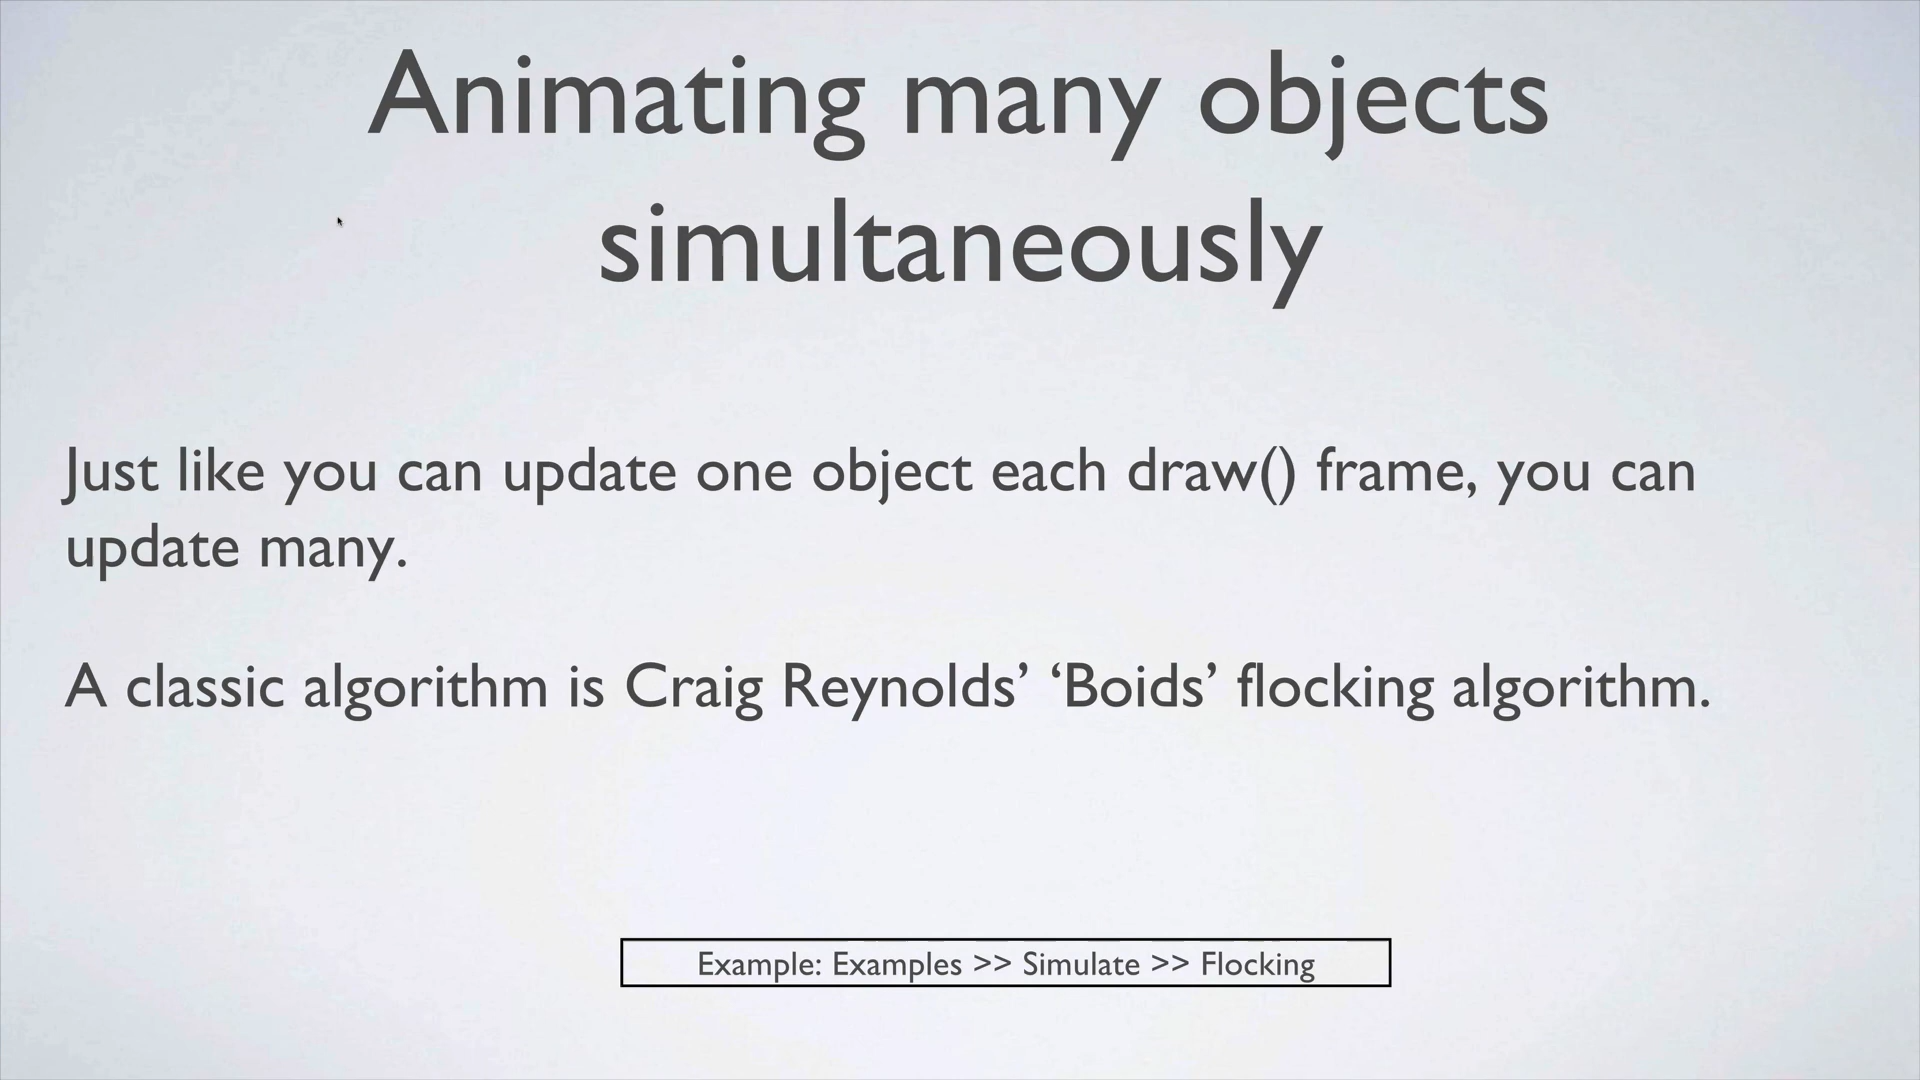 Animating many objects
simultaneously
Just like you can update one object each draw() frame, you can
update many.
A classic algorithm is Craig Reynolds’ ‘Boids’ flocking algorithm.
Example: Examples >> Simulate >> Flocking